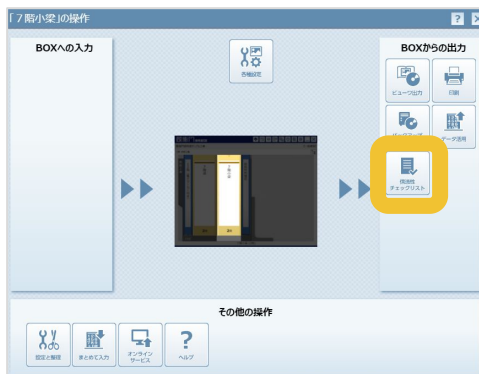 「７階小梁」の操作
?
BOXへの入力
各種設定
BOXからの出力
ビューワ出力
印刷
データ活用
検査性
チェックリスト
その他の操作
設定と整理
まとめて入力
オンライン
サービス
?
ヘルプ